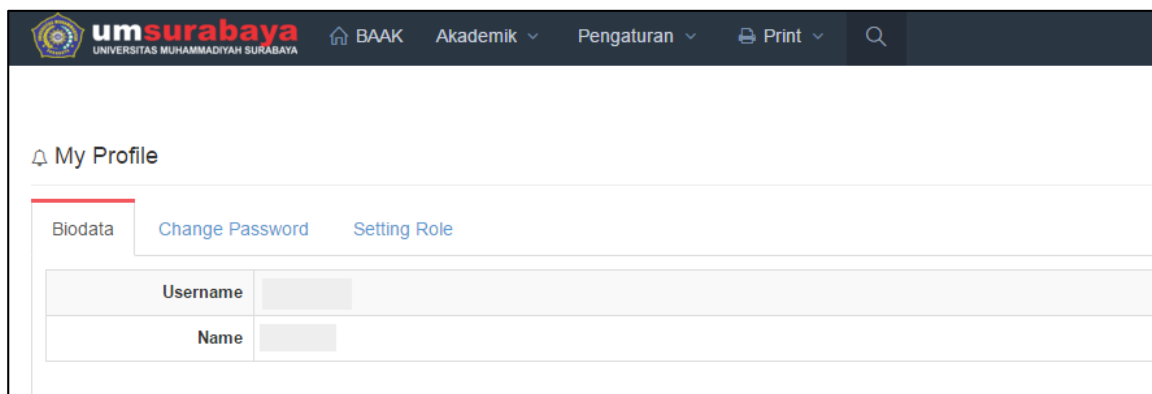 umsurabaya
UNIVERSITAS MUHAMMADIYAH SURABAYA
BAAK Akademik Pengaturan Print
My Profile
Biodata Change Password Setting Role
Username
Name